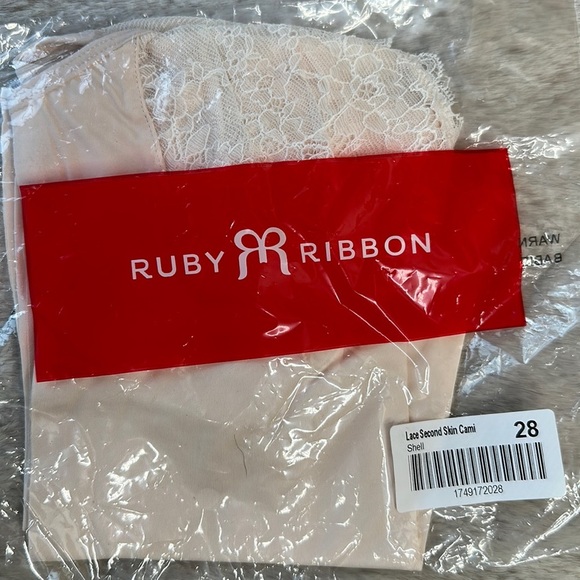 RUBY RIBBON
Lace Second Skin Cami 28
Shell
1749172028